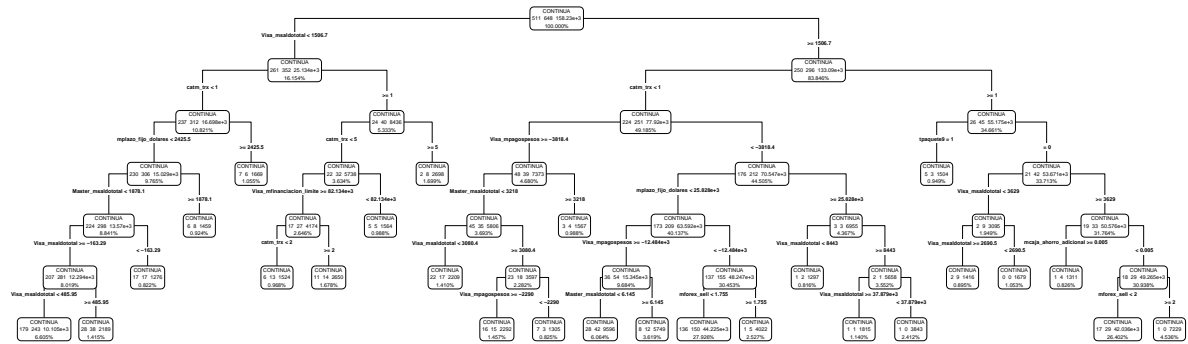 CONTINUA
511 648 158.23e+3
100.000%
Visa_msaldototal < 1506.7
>= 1506.7
CONTINUA
261 352 25.134e+3
16.154%
CONTINUA
250 296 133.09e+3
83.846%
catm_trx < 1
>= 1
catm_trx < 1
>= 1
CONTINUA
237 312 16.698e+3
10.821%
CONTINUA
24 40 8436
5.333%
CONTINUA
224 251 77.92e+3
49.185%
CONTINUA
26 45 55.175e+3
34.661%
mplazo_fijo_dolares < 2425.5
>= 2425.5
catm_trx < 5
>= 5
Visa_mpagospesos >= -3818.4
< -3818.4
tpaquete9 = 1
= 0
CONTINUA
230 306 15.029e+3
9.765%
CONTINUA
7 6 1669
1.055%
CONTINUA
22 32 5738
3.634%
CONTINUA
2 8 2698
1.699%
CONTINUA
48 39 7373
4.680%
CONTINUA
176 212 70.547e+3
44.505%
CONTINUA
5 3 1504
0.949%
CONTINUA
21 42 53.671e+3
33.713%
Master_msaldototal < 1878.1
>= 1878.1
Visa_mfinanciacion_limite >= 82.134e+3
< 82.134e+3
Master_msaldototal < 3218
>= 3218
mplazo_fijo_dolares < 25.828e+3
>= 25.828e+3
Visa_msaldototal < 3629
>= 3629
CONTINUA
224 298 13.57e+3
8.841%
CONTINUA
6 8 1459
0.924%
CONTINUA
17 27 4174
2.646%
CONTINUA
5 5 1564
0.988%
CONTINUA
45 35 5806
3.693%
CONTINUA
3 4 1567
0.988%
CONTINUA
173 209 63.592e+3
40.137%
CONTINUA
3 3 6955
4.367%
CONTINUA
2 9 3095
1.949%
CONTINUA
19 33 50.576e+3
31.764%
Visa_msaldototal >= -163.29
< -163.29
catm_trx < 2
>= 2
Visa_msaldototal < 3080.4
>= 3080.4
Visa_mpagospesos >= -12.484e+3
< -12.484e+3
Visa_msaldototal < 8443
>= 8443
Visa_msaldototal >= 2690.5
< 2690.5
mcaja_ahorro_adicional >= 0.005
< 0.005
CONTINUA
207 281 12.294e+3
8.019%
CONTINUA
17 17 1276
0.822%
CONTINUA
6 13 1524
0.968%
CONTINUA
11 14 2650
1.678%
CONTINUA
22 17 2209
1.410%
CONTINUA
23 18 3597
2.282%
CONTINUA
36 54 15.345e+3
9.684%
CONTINUA
137 155 48.247e+3
30.453%
CONTINUA
1 2 1297
0.816%
CONTINUA
2 1 5658
3.552%
CONTINUA
2 9 1416
0.895%
CONTINUA
0 0 1679
1.053%
CONTINUA
1 4 1311
0.826%
CONTINUA
18 29 49.265e+3
30.938%
Visa_msaldototal < 485.95
>= 485.95
Visa_mpagospesos >= -2290
< -2290
Master_msaldototal < 6.145
>= 6.145
mforex_sell < 1.755
>= 1.755
Visa_msaldototal >= 37.879e+3
< 37.879e+3
mforex_sell < 2
>= 2
CONTINUA
179 243 10.105e+3
6.605%
CONTINUA
28 38 2189
1.415%
CONTINUA
16 15 2292
1.457%
CONTINUA
7 3 1305
0.825%
CONTINUA
28 42 9596
6.064%
CONTINUA
8 12 5749
3.619%
CONTINUA
136 150 44.225e+3
27.926%
CONTINUA
1 5 4022
2.527%
CONTINUA
1 1 1815
1.140%
CONTINUA
1 0 3843
2.412%
CONTINUA
17 29 42.036e+3
26.402%
CONTINUA
1 0 7229
4.536%